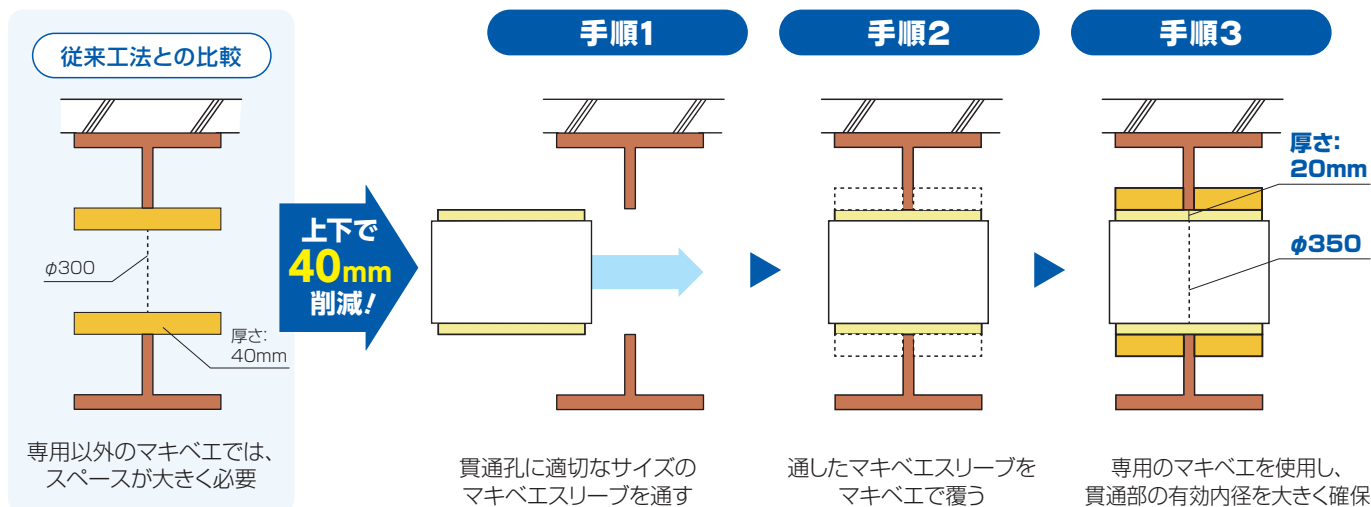 従来工法との比較
φ300
厚さ:
40mm
専用以外のマキベエでは、
スペースが大きく必要
上下で
40mm
削減!
手順1
貫通孔に適切なサイズの
マキベエスリーブを通す
手順2
通したマキベエスリーブを
マキベエで覆う
手順3
厚さ:
20mm
φ350
専用のマキベエを使用し、
貫通部の有効内径を大きく確保